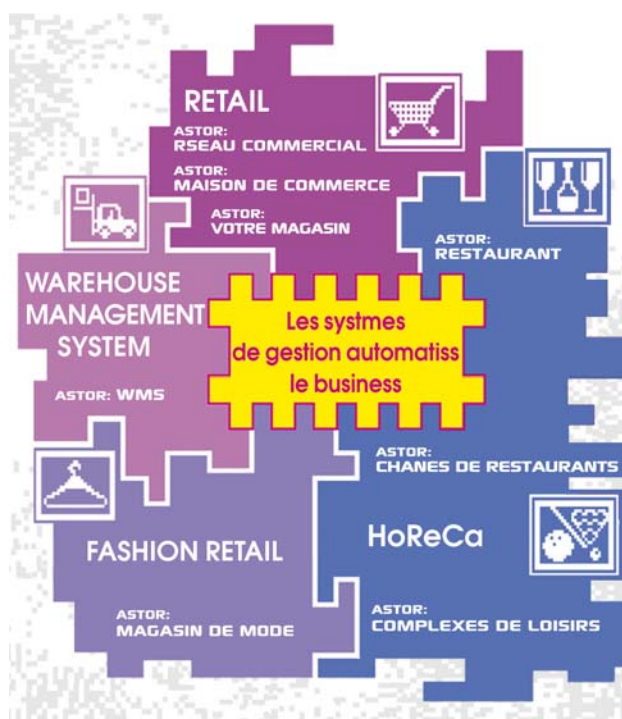 RETAIL
ASTOR:
RSEAU COMMERCIAL
ASTOR:
MAISON DE COMMERCE
ASTOR:
VOTRE MAGASIN
ASTOR:
RESTAURANT
WAREHOUSE
MANAGEMENT
SYSTEM
ASTOR: WMS
Les systmes
de gestion automatiss
le business
ASTOR:
CHANES DE RESTAURANTS
HoReCa
ASTOR:
COMPLEXES DE LOISIRS
FASHION RETAIL
ASTOR:
MAGASIN DE MODE